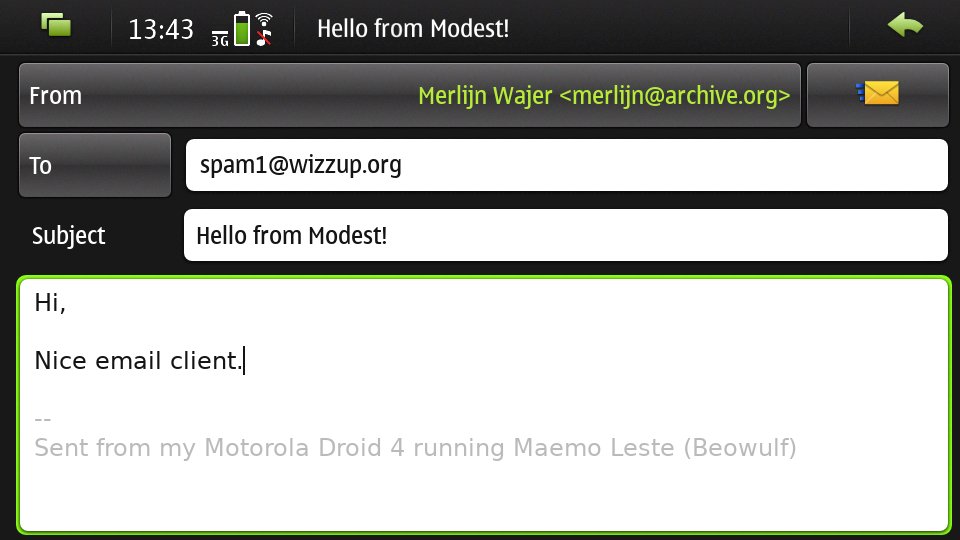 13:43 3G Hello from Modest!
From Merlijn Wajer <merlijn@archive.org>
To spam1@wizzup.org
Subject Hello from Modest!
Hi,
Nice email client.
--
Sent from my Motorola Droid 4 running Maemo Leste (Beowulf)